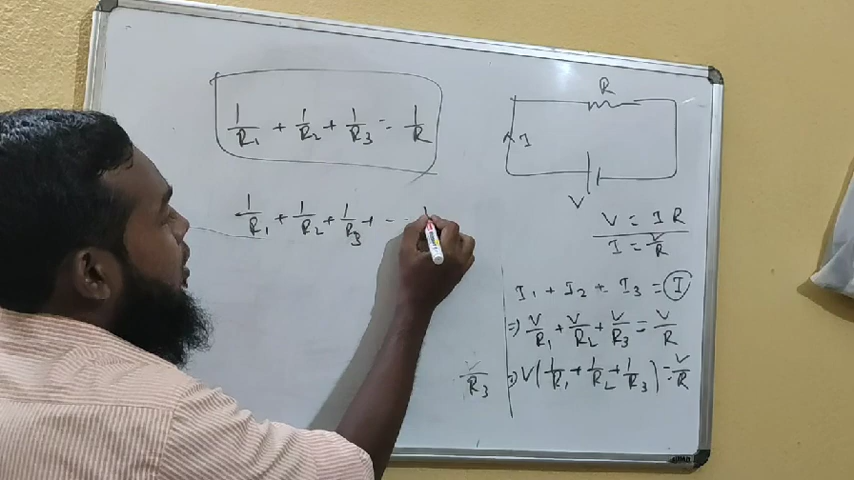 1/R₁ + 1/R₂ + 1/R₃ = 1/R
1/R₁ + 1/R₂ + 1/R₃ + - - 1
R
I
V
V = I R
I = V/R
I₁ + I₂ + I₃ = I
⇒ V/R₁ + V/R₂ + V/R₃ = V/R
V/R₃
⇒ V(1/R₁ + 1/R₂ + 1/R₃) = V/R